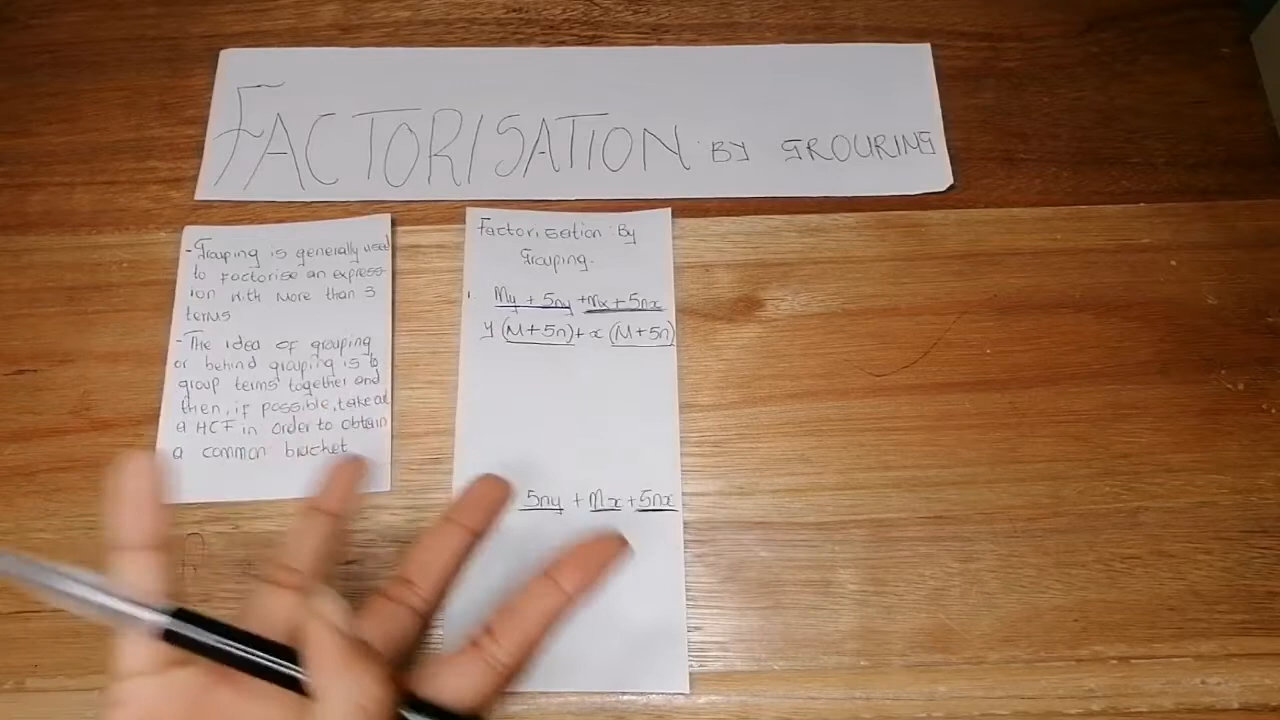 FACTORISATION BY GROURING
- Grouping is generally used
to factorise an express-
ion with more than 3
terms
- The idea of grouping
or behind grouping is to
group terms together and
then, if possible, take out
a HCF in order to obtain
a common bracket
Factorisation: By
Grouping.
1. My + 5ny + Mx + 5nx
y (M + 5n) + x (M + 5n)
5ny + Mx + 5nx